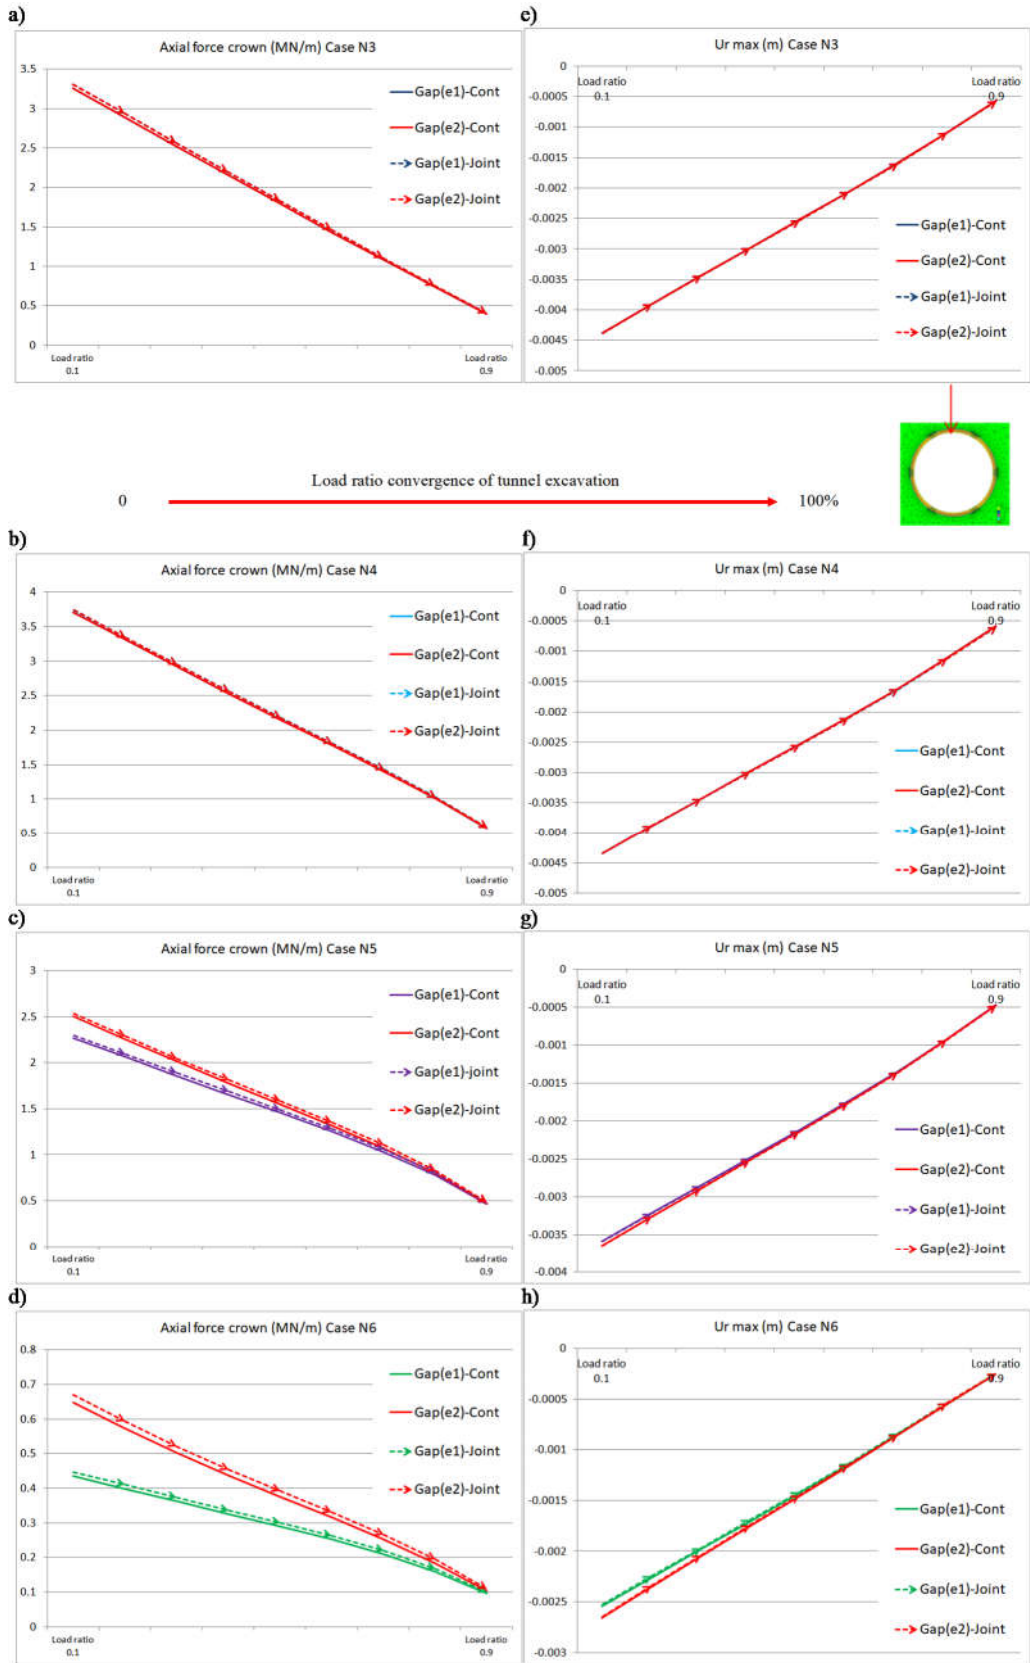 a)
Axial force crown (MN/m) Case N3
3.5
3
2.5
2
1.5
1
0.5
0
Load ratio
0.1
Load ratio
0.9
Gap(e1)-Cont
Gap(e2)-Cont
Gap(e1)-Joint
Gap(e2)-Joint
e)
Ur max (m) Case N3
0
-0.0005
-0.001
-0.0015
-0.002
-0.0025
-0.003
-0.0035
-0.004
-0.0045
-0.005
Load ratio
0.1
Load ratio
0.9
Gap(e1)-Cont
Gap(e2)-Cont
Gap(e1)-Joint
Gap(e2)-Joint
Load ratio convergence of tunnel excavation
0
100%
b)
Axial force crown (MN/m) Case N4
4
3.5
3
2.5
2
1.5
1
0.5
0
Load ratio
0.1
Load ratio
0.9
Gap(e1)-Cont
Gap(e2)-Cont
Gap(e1)-Joint
Gap(e2)-Joint
f)
Ur max (m) Case N4
0
-0.0005
-0.001
-0.0015
-0.002
-0.0025
-0.003
-0.0035
-0.004
-0.0045
-0.005
Load ratio
0.1
Load ratio
0.9
Gap(e1)-Cont
Gap(e2)-Cont
Gap(e1)-Joint
Gap(e2)-Joint
c)
Axial force crown (MN/m) Case N5
3
2.5
2
1.5
1
0.5
0
Load ratio
0.1
Load ratio
0.9
Gap(e1)-Cont
Gap(e2)-Cont
Gap(e1)-joint
Gap(e2)-Joint
g)
Ur max (m) Case N5
0
-0.0005
-0.001
-0.0015
-0.002
-0.0025
-0.003
-0.0035
-0.004
Load ratio
0.1
Load ratio
0.9
Gap(e1)-Cont
Gap(e2)-Cont
Gap(e1)-Joint
Gap(e2)-Joint
d)
Axial force crown (MN/m) Case N6
0.8
0.7
0.6
0.5
0.4
0.3
0.2
0.1
0
Load ratio
0.1
Load ratio
0.9
Gap(e1)-Cont
Gap(e2)-Cont
Gap(e1)-Joint
Gap(e2)-Joint
h)
Ur max (m) Case N6
0
-0.0005
-0.001
-0.0015
-0.002
-0.0025
-0.003
Load ratio
0.1
Load ratio
0.9
Gap(e1)-Cont
Gap(e2)-Cont
Gap(e1)-Joint
Gap(e2)-Joint